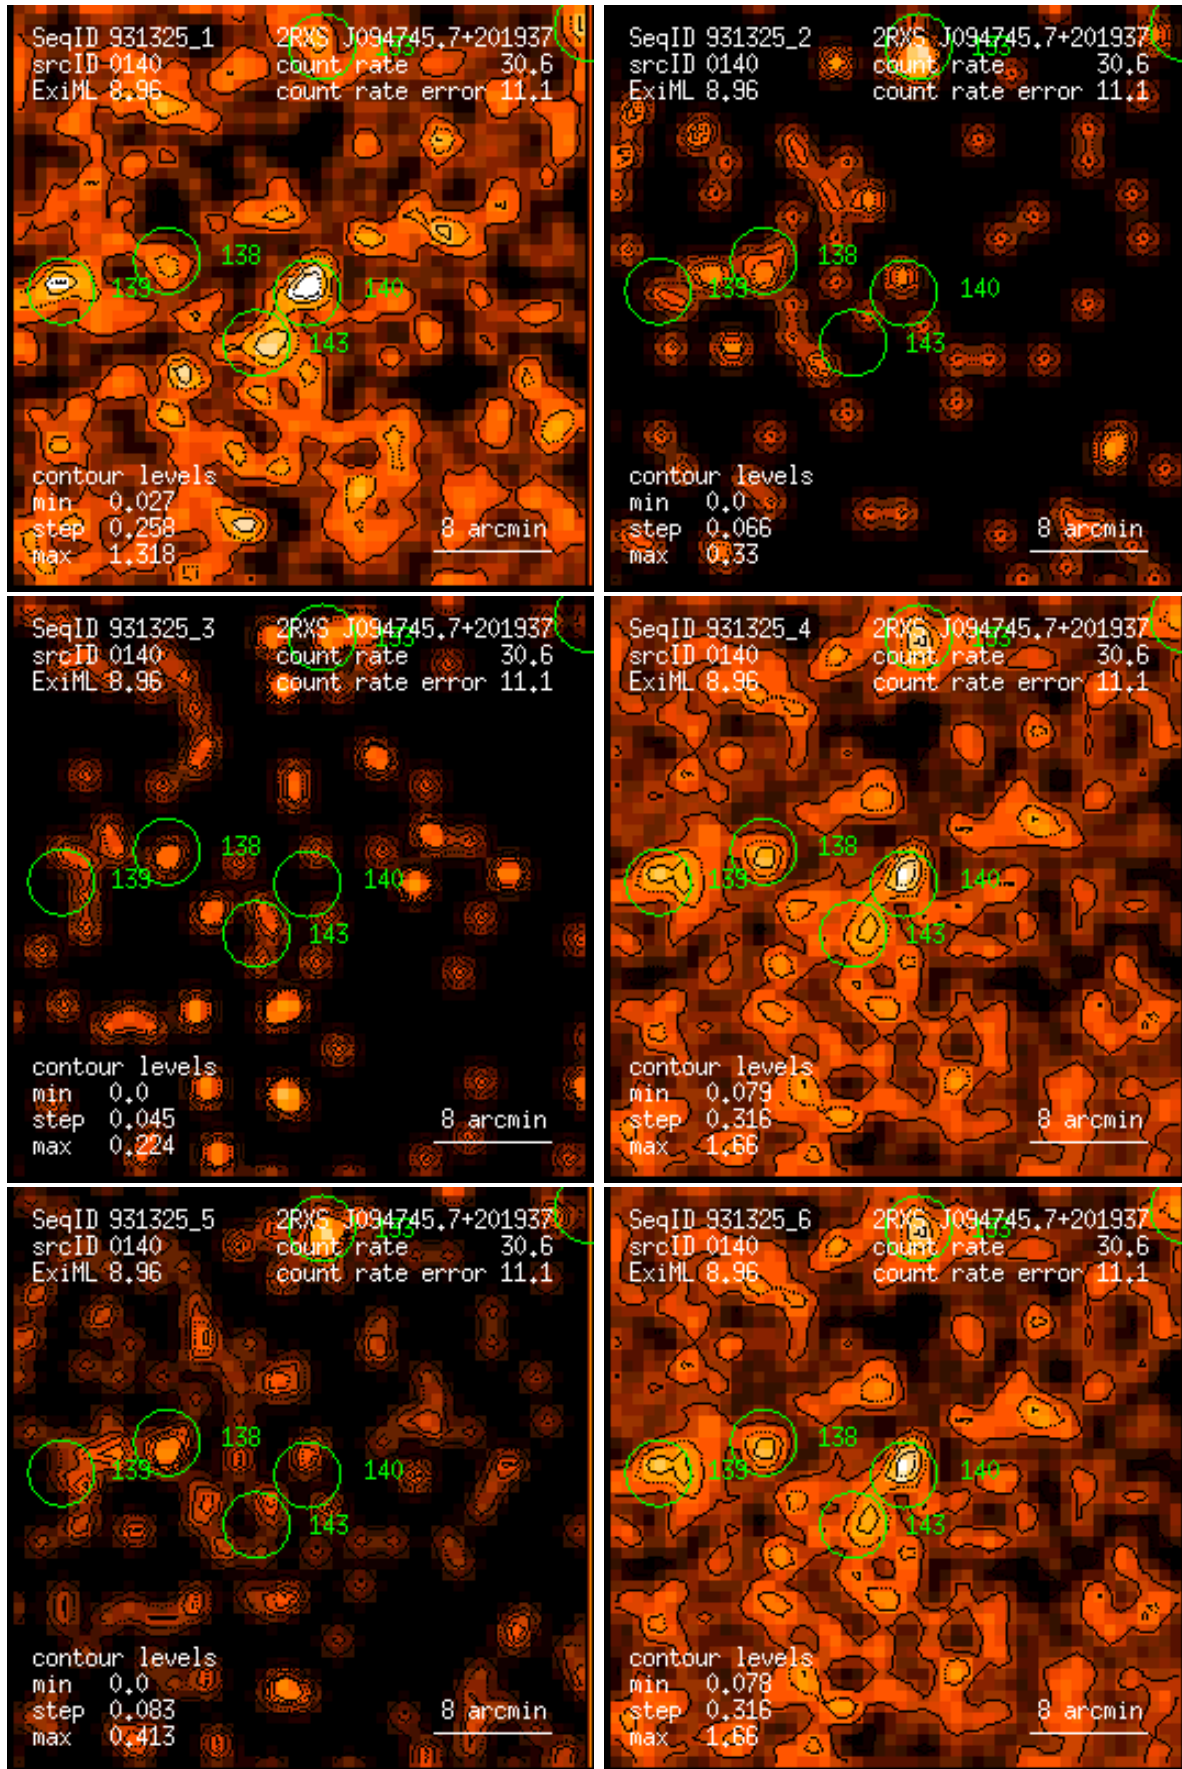 SeqID 931325_1 2RXS J094745.7+201937
srcID 0140 count rate 30.6
ExiML 8.96 count rate error 11.1
138
139
140
143
contour levels
min 0.027
step 0.258
max 1.318
8 arcmin
SeqID 931325_2 2RXS J094745.7+201937
srcID 0140 count rate 30.6
ExiML 8.96 count rate error 11.1
138
139
140
143
contour levels
min 0.0
step 0.066
max 0.33
8 arcmin
SeqID 931325_3 2RXS J094745.7+201937
srcID 0140 count rate 30.6
ExiML 8.96 count rate error 11.1
138
139
140
143
contour levels
min 0.0
step 0.045
max 0.224
8 arcmin
SeqID 931325_4 2RXS J094745.7+201937
srcID 0140 count rate 30.6
ExiML 8.96 count rate error 11.1
138
139
140
143
contour levels
min 0.079
step 0.316
max 1.66
8 arcmin
SeqID 931325_5 2RXS J094745.7+201937
srcID 0140 count rate 30.6
ExiML 8.96 count rate error 11.1
138
139
140
143
contour levels
min 0.0
step 0.083
max 0.413
8 arcmin
SeqID 931325_6 2RXS J094745.7+201937
srcID 0140 count rate 30.6
ExiML 8.96 count rate error 11.1
138
139
140
143
contour levels
min 0.078
step 0.316
max 1.66
8 arcmin